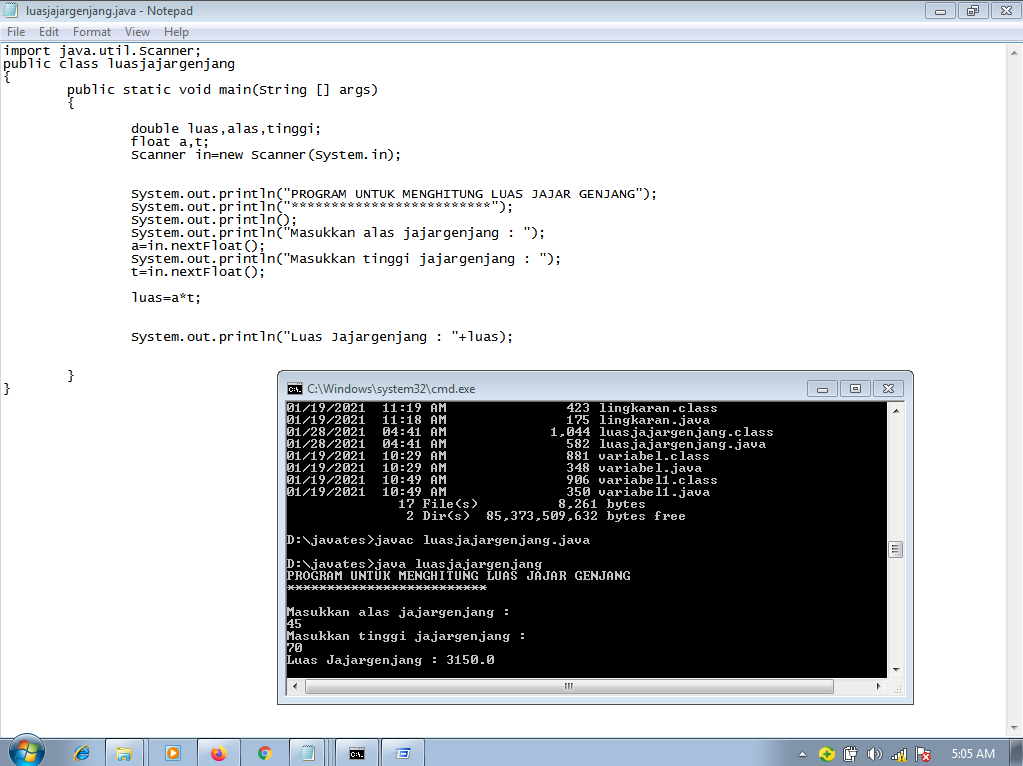 luasjajargenjang.java - Notepad
File Edit Format View Help
import java.util.Scanner;
public class luasjajargenjang
{
public static void main(String [] args)
{
double luas,alas,tinggi;
float a,t;
Scanner in=new Scanner(System.in);
System.out.println("PROGRAM UNTUK MENGHITUNG LUAS JAJAR GENJANG");
System.out.println("*************************");
System.out.println();
System.out.println("Masukkan alas jajargenjang : ");
a=in.nextFloat();
System.out.println("Masukkan tinggi jajargenjang : ");
t=in.nextFloat();
luas=a*t;
System.out.println("Luas Jajargenjang : "+luas);
}
}
C:\Windows\system32\cmd.exe
01/19/2021 11:19 AM 423 lingkaran.class
01/19/2021 11:18 AM 175 lingkaran.java
01/28/2021 04:41 AM 1,044 luasjajargenjang.class
01/28/2021 04:41 AM 582 luasjajargenjang.java
01/19/2021 10:29 AM 881 variabel.class
01/19/2021 10:29 AM 348 variabel.java
01/19/2021 10:49 AM 906 variabel1.class
01/19/2021 10:49 AM 350 variabel1.java
17 File(s) 8,261 bytes
2 Dir(s) 85,373,509,632 bytes free
D:\javates>javac luasjajargenjang.java
D:\javates>java luasjajargenjang
PROGRAM UNTUK MENGHITUNG LUAS JAJAR GENJANG
*************************
Masukkan alas jajargenjang :
45
Masukkan tinggi jajargenjang :
70
Luas Jajargenjang : 3150.0
5:05 AM